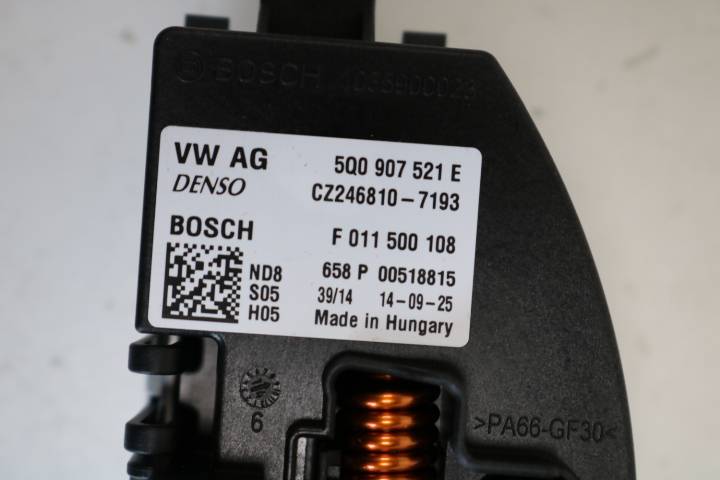 BOSCH 1035900023
VW AG 5Q0 907 521 E
DENSO CZ246810-7193
BOSCH F 011 500 108
ND8 658 P 00518815
S05 39/14 14-09-25
H05 Made in Hungary
6
>PA66-GF30<